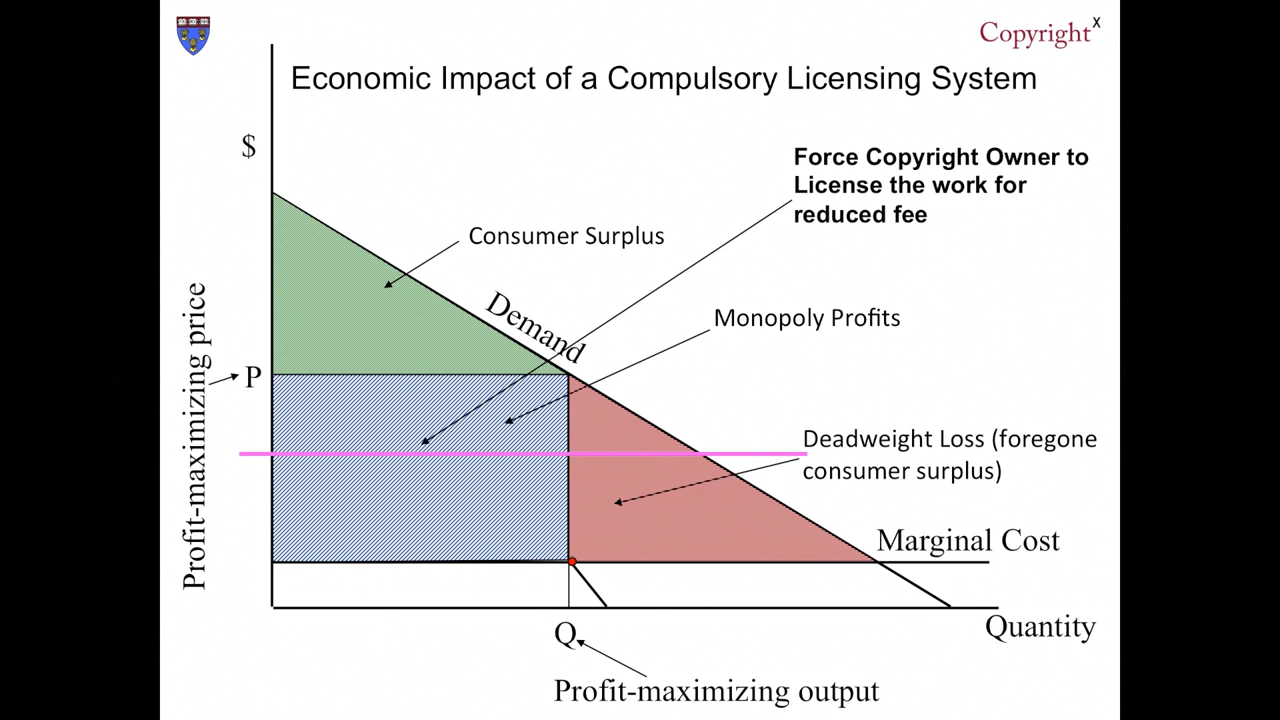 Copyright X
Economic Impact of a Compulsory Licensing System
$
Force Copyright Owner to
License the work for
reduced fee
Consumer Surplus
Demand
Monopoly Profits
Profit-maximizing price
P
Deadweight Loss (foregone
consumer surplus)
Marginal Cost
Quantity
Q
Profit-maximizing output